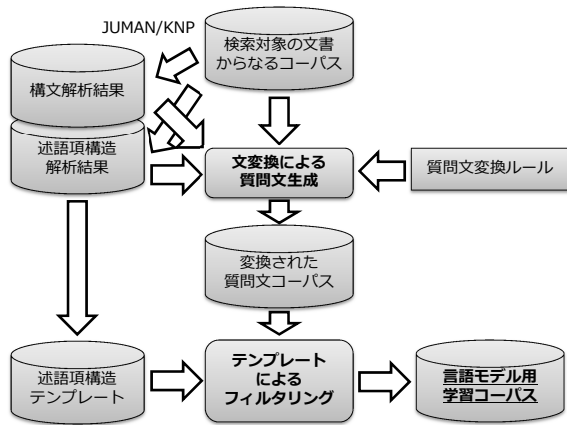 JUMAN/KNP
検索対象の文書
からなるコーパス
構文解析結果
述語項構造
解析結果
文変換による
質問文生成
質問文変換ルール
変換された
質問文コーパス
述語項構造
テンプレート
テンプレート
による
フィルタリング
言語モデル用
学習コーパス